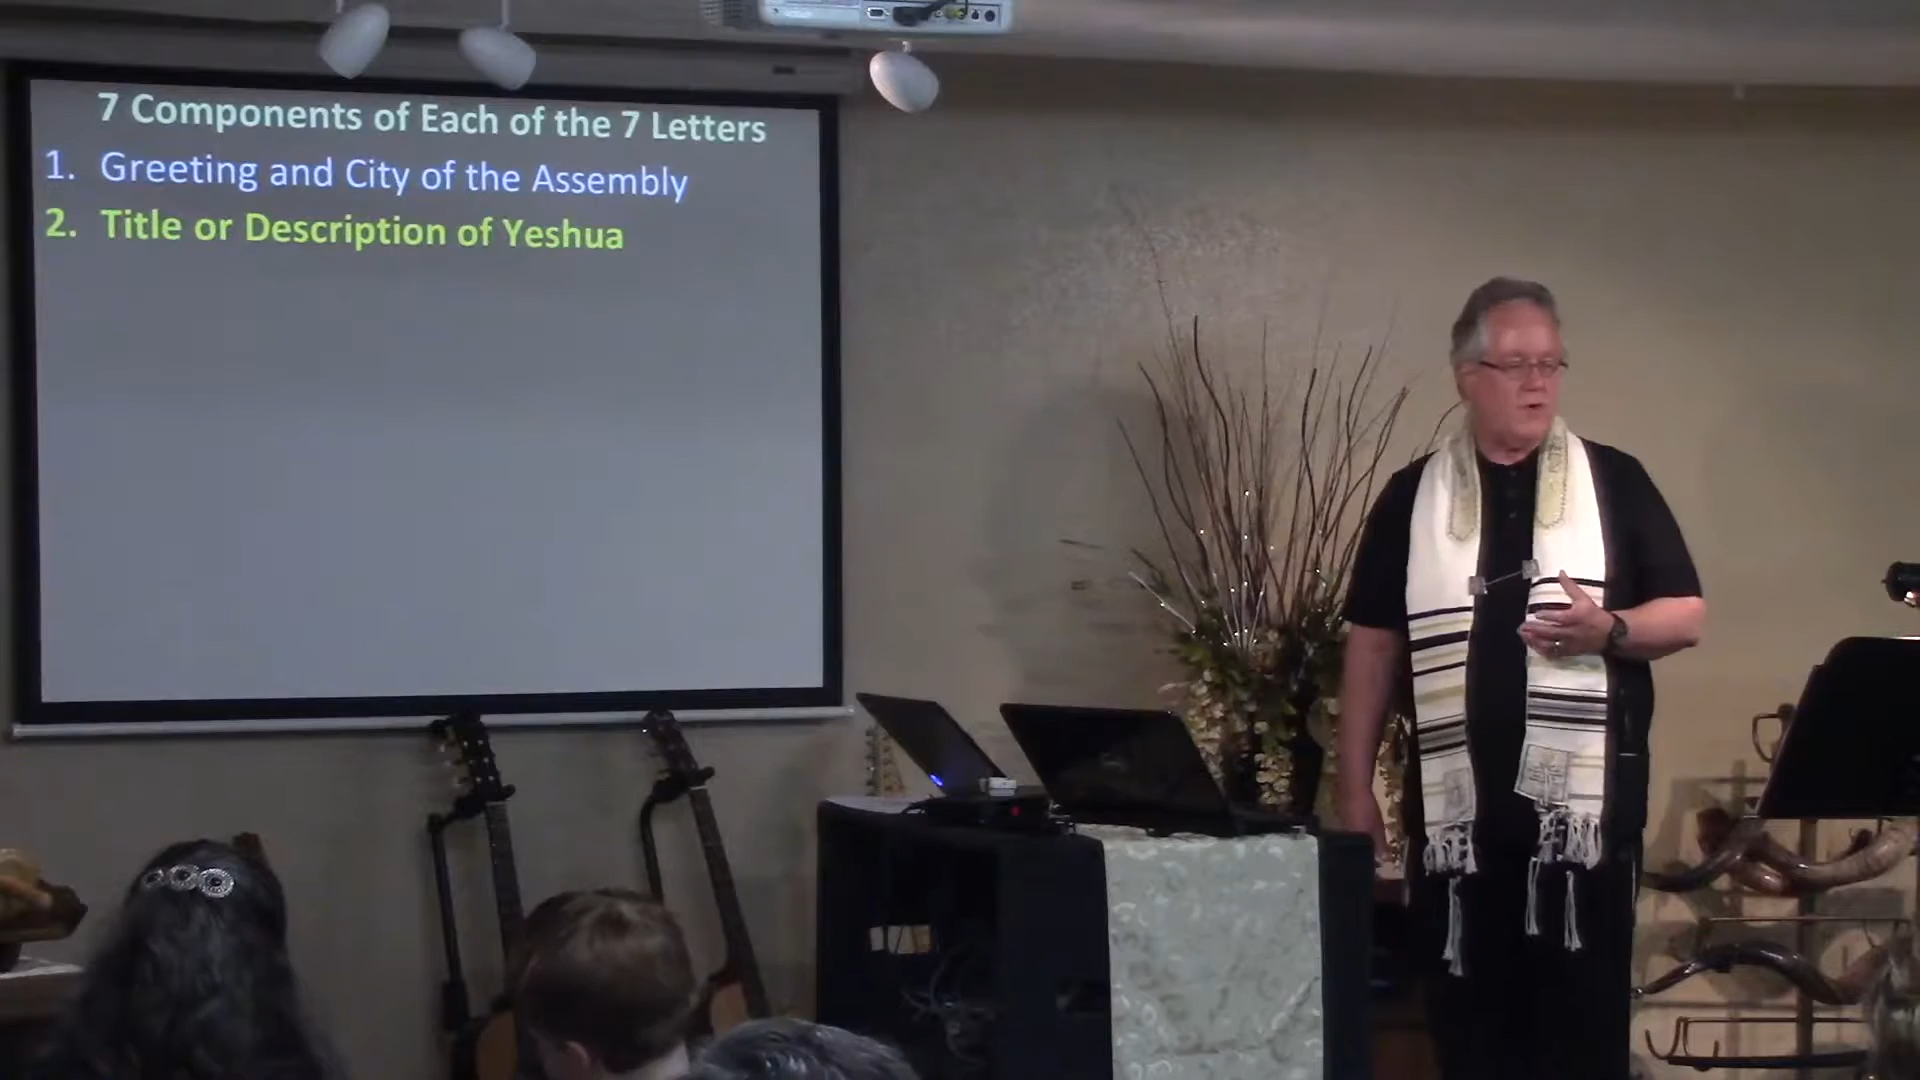 7 Components of Each of the 7 Letters
1. Greeting and City of the Assembly
2. Title or Description of Yeshua